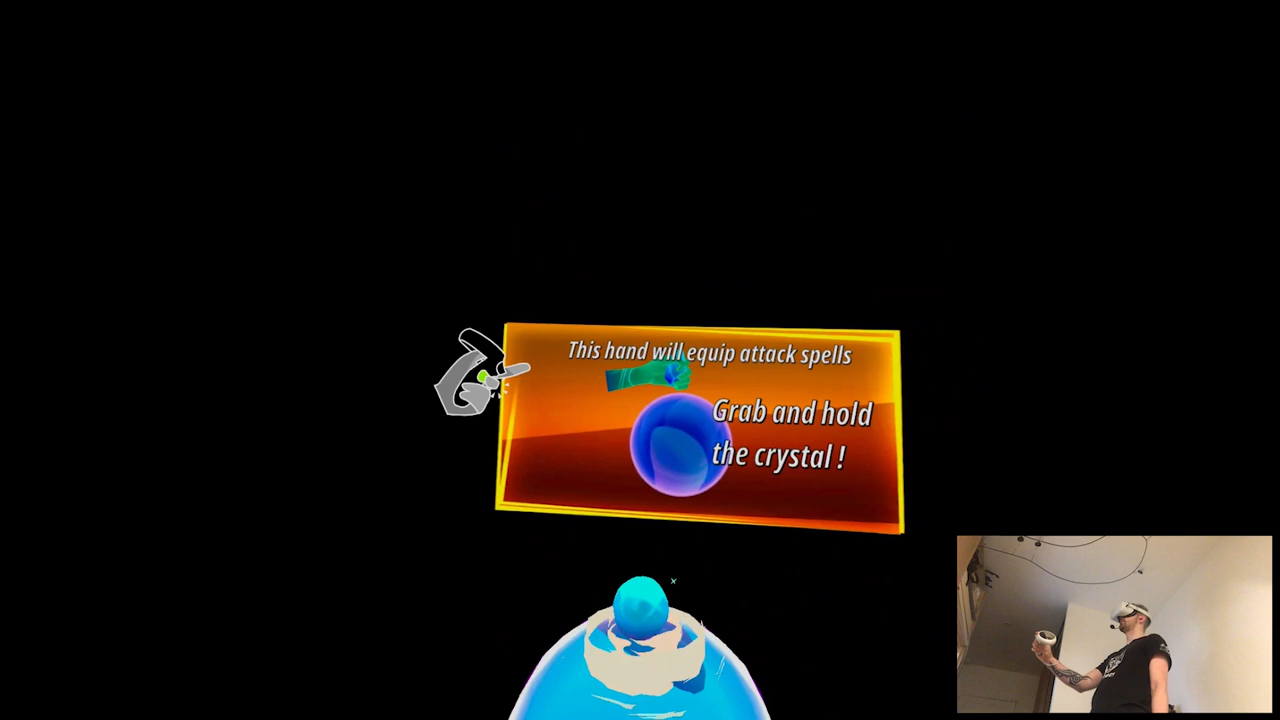 This hand will equip attack spells
Grab and hold
the crystal !